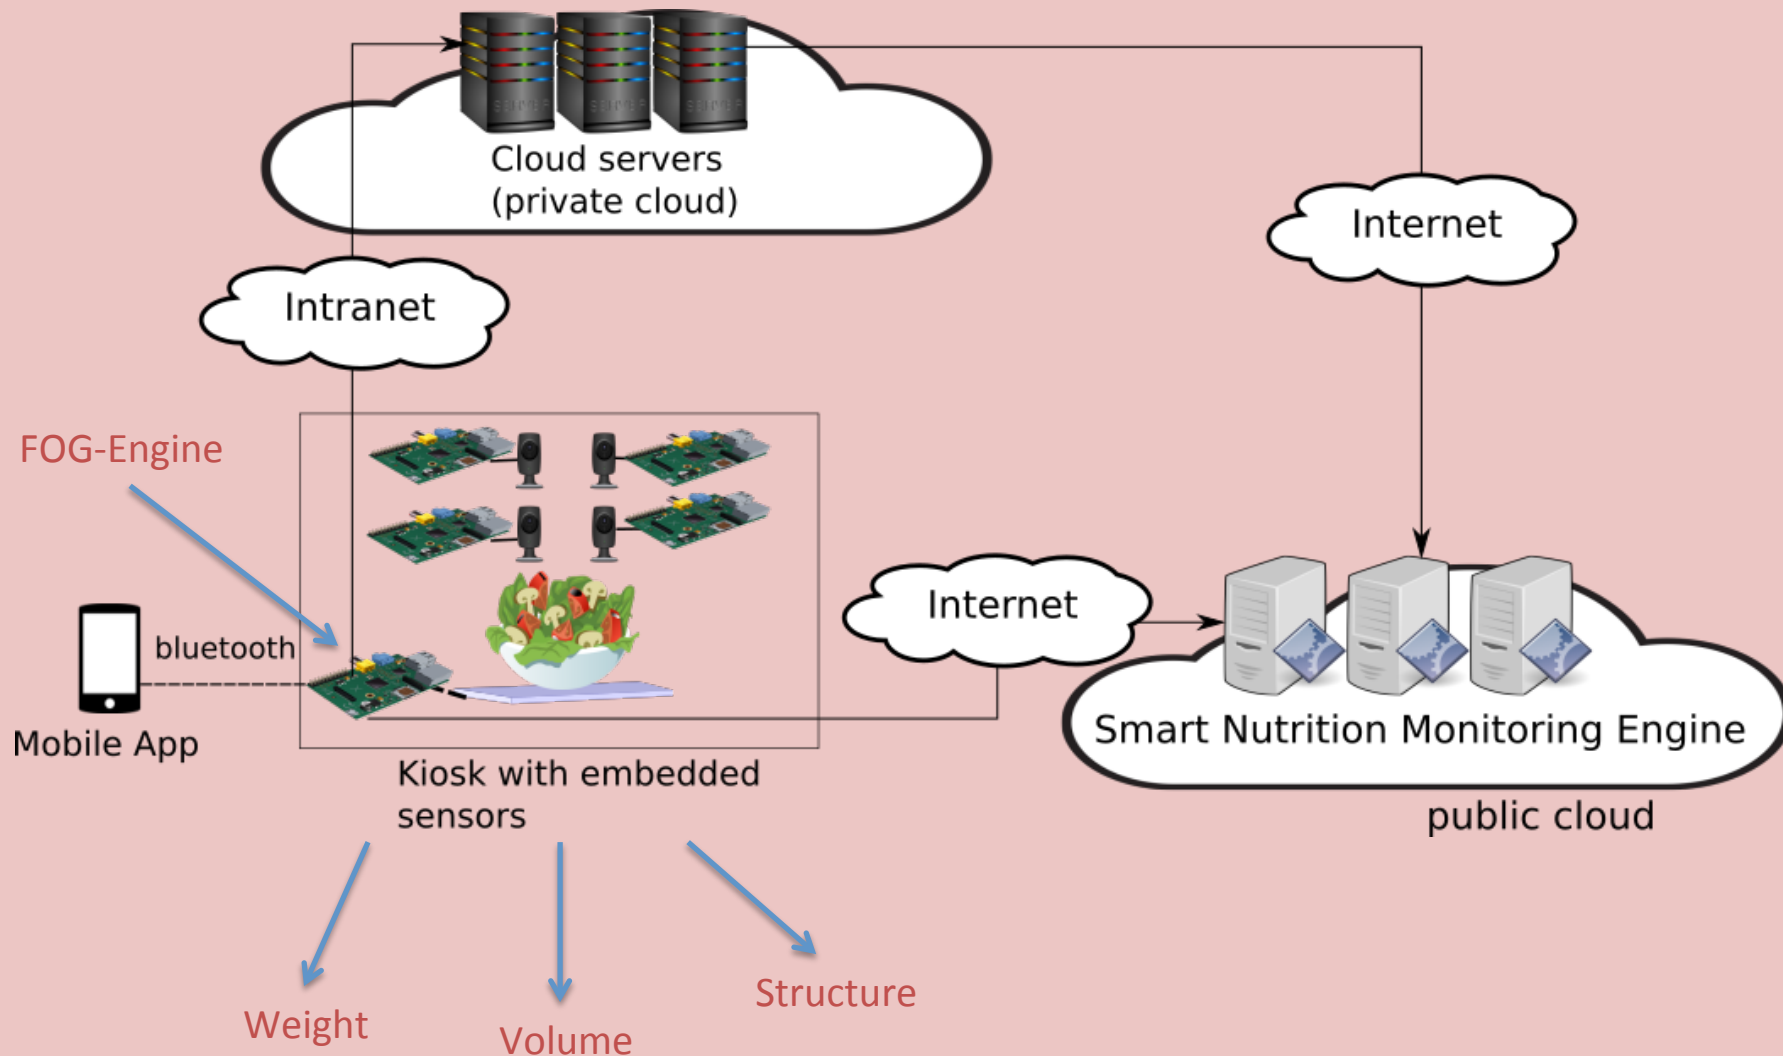 Cloud servers
(private cloud)
Internet
Intranet
FOG-Engine
bluetooth
Internet
Mobile App
Smart Nutrition Monitoring Engine
Kiosk with embedded
sensors
public cloud
Structure
Weight
Volume